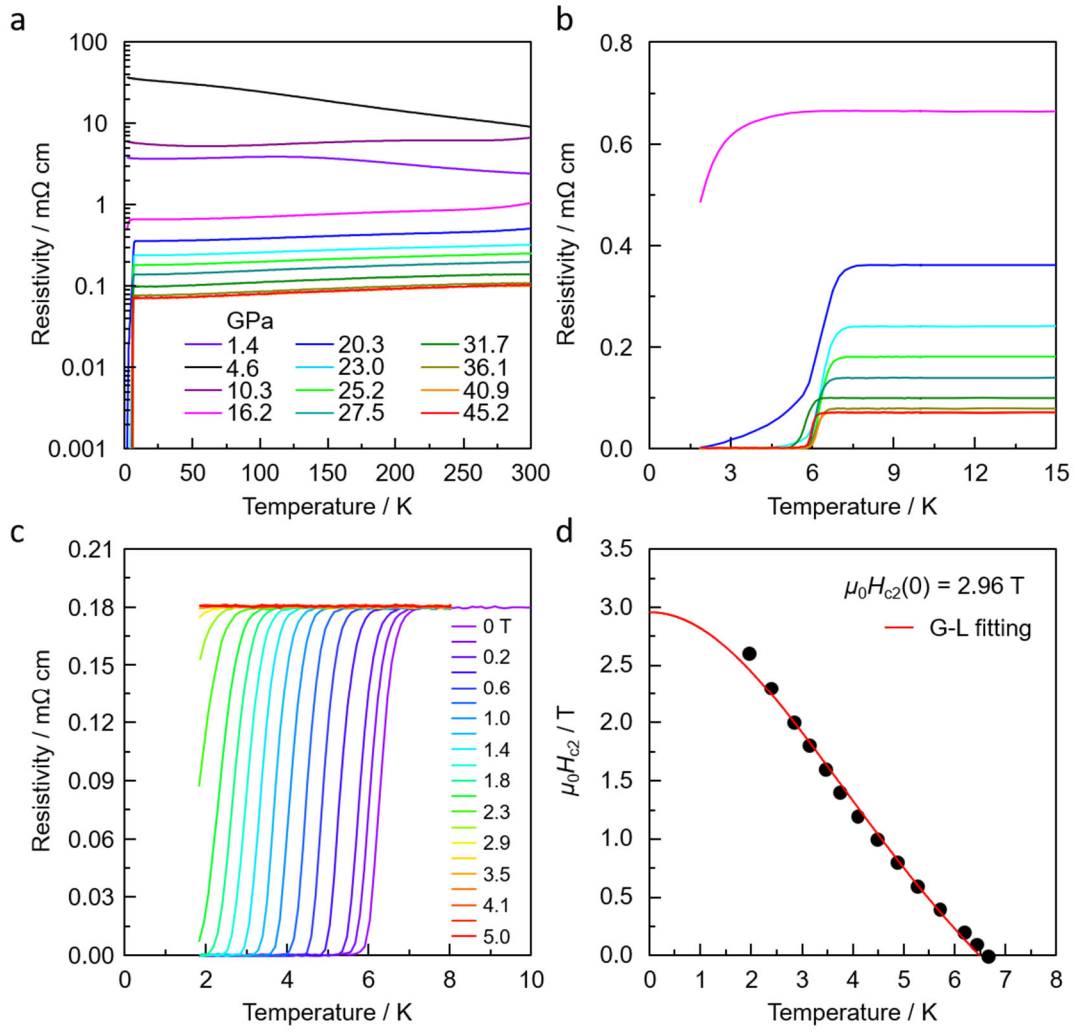 a
100
10
1
0.1
0.01
0.001
Resistivity / mΩ cm
GPa
1.4 20.3 31.7
4.6 23.0 36.1
10.3 25.2 40.9
16.2 27.5 45.2
0 50 100 150 200 250 300
Temperature / K
b
0.8
0.6
0.4
0.2
0.0
Resistivity / mΩ cm
0 3 6 9 12 15
Temperature / K
c
0.21
0.18
0.15
0.12
0.09
0.06
0.03
0.00
Resistivity / mΩ cm
0 T
0.2
0.6
1.0
1.4
1.8
2.3
2.9
3.5
4.1
5.0
0 2 4 6 8 10
Temperature / K
d
3.5
3.0
2.5
2.0
1.5
1.0
0.5
0.0
μ₀Hc2 / T
μ₀Hc2(0) = 2.96 T
G-L fitting
0 1 2 3 4 5 6 7 8
Temperature / K